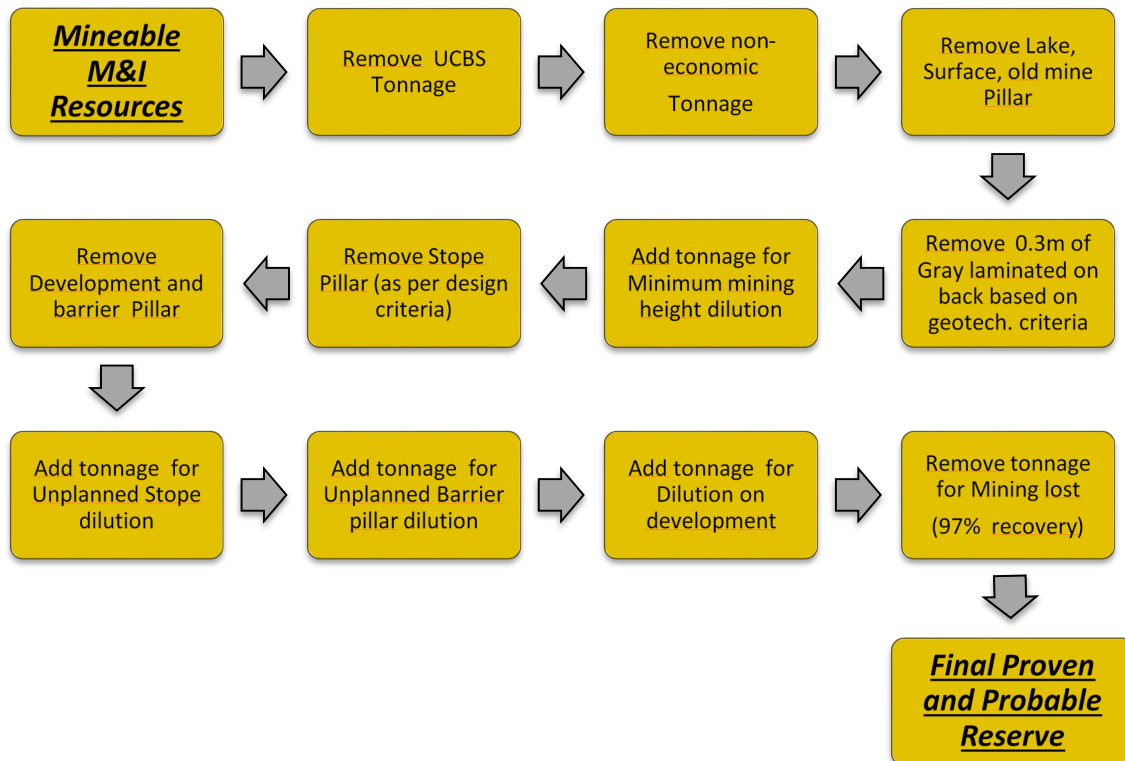 Mineable
M&I
Resources
Remove UCBS
Tonnage
Remove non-
economic
Tonnage
Remove Lake,
Surface, old mine
Pillar
Remove 0.3m of
Gray laminated on
back based on
geotech. criteria
Add tonnage for
Minimum mining
height dilution
Remove Stope
Pillar (as per design
criteria)
Remove
Development and
barrier Pillar
Add tonnage for
Unplanned Stope
dilution
Add tonnage for
Unplanned Barrier
pillar dilution
Add tonnage for
Dilution on
development
Remove tonnage
for Mining lost
(97% recovery)
Final Proven
and Probable
Reserve